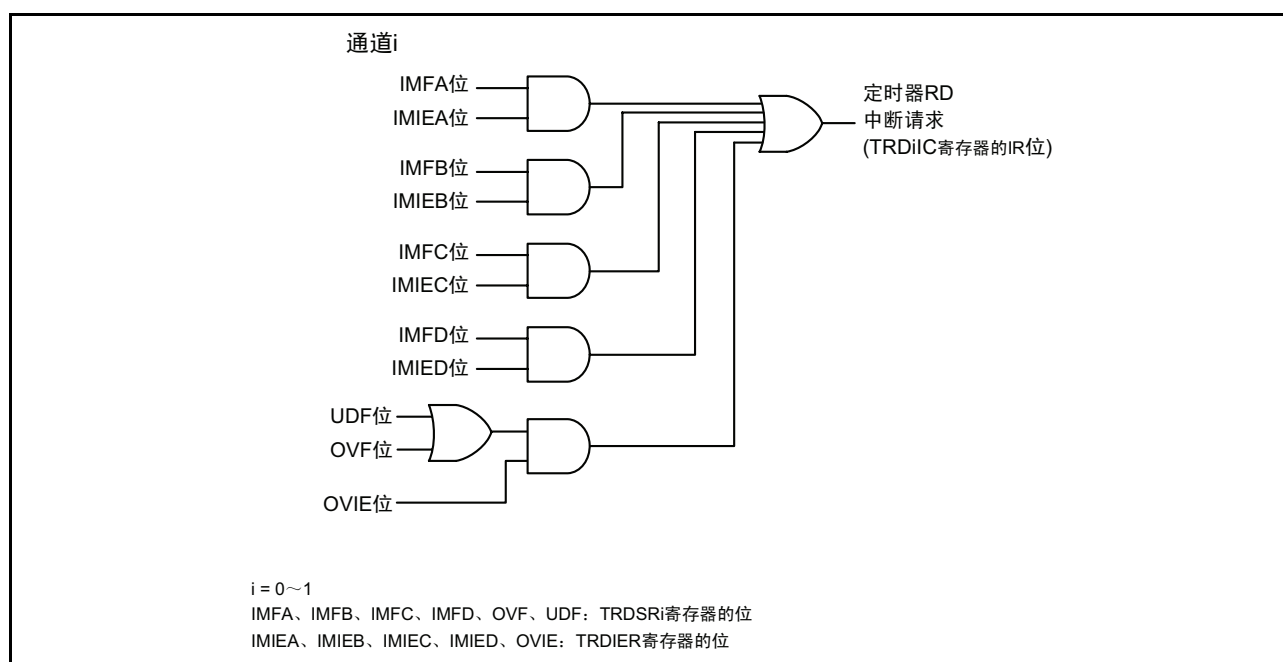 通道i
IMFA位
IMIEA位
IMFB位
IMIEB位
IMFC位
IMIEC位
IMFD位
IMIED位
UDF位
OVF位
OVIE位
定时器RD
中断请求
(TRDiIC寄存器的IR位)
i = 0～1
IMFA、IMFB、IMFC、IMFD、OVF、UDF：TRDSRi寄存器的位
IMIEA、IMIEB、IMIEC、IMIED、OVIE：TRDIER寄存器的位